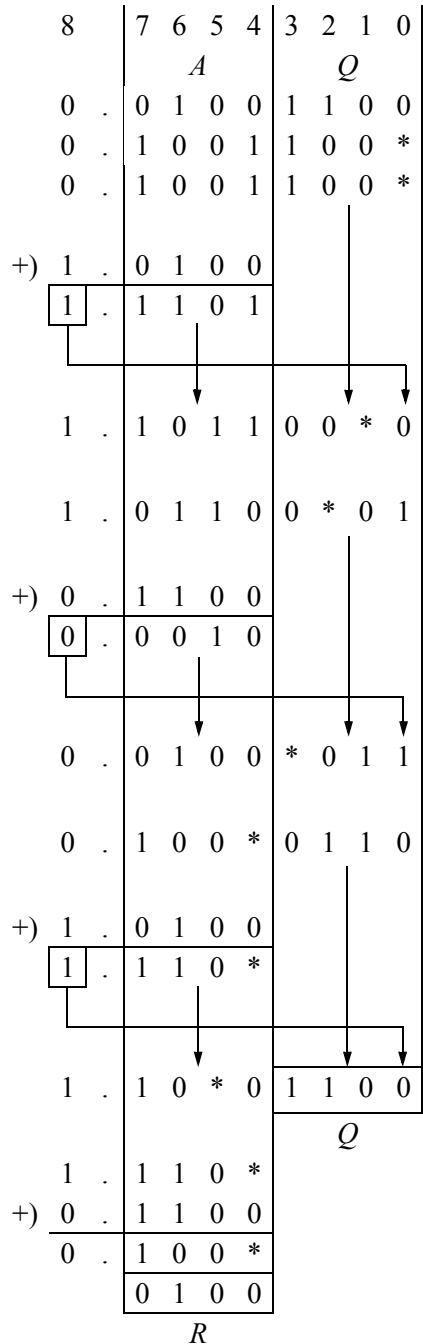 8 7 6 5 4 3 2 1 0
A Q
0 . 0 1 0 0 1 1 0 0
0 . 1 0 0 1 1 0 0 *
0 . 1 0 0 1 1 0 0 *
+) 1 . 0 1 0 0
1 . 1 1 0 1
1 . 1 0 1 1 0 0 * 0
1 . 0 1 1 0 0 * 0 1
+) 0 . 1 1 0 0
0 . 0 0 1 0
0 . 0 1 0 0 * 0 1 1
0 . 1 0 0 * 0 1 1 0
+) 1 . 0 1 0 0
1 . 1 1 0 *
1 . 1 0 * 0 1 1 0 0
Q
1 . 1 1 0 *
+) 0 . 1 1 0 0
0 . 1 0 0 *
0 1 0 0
R